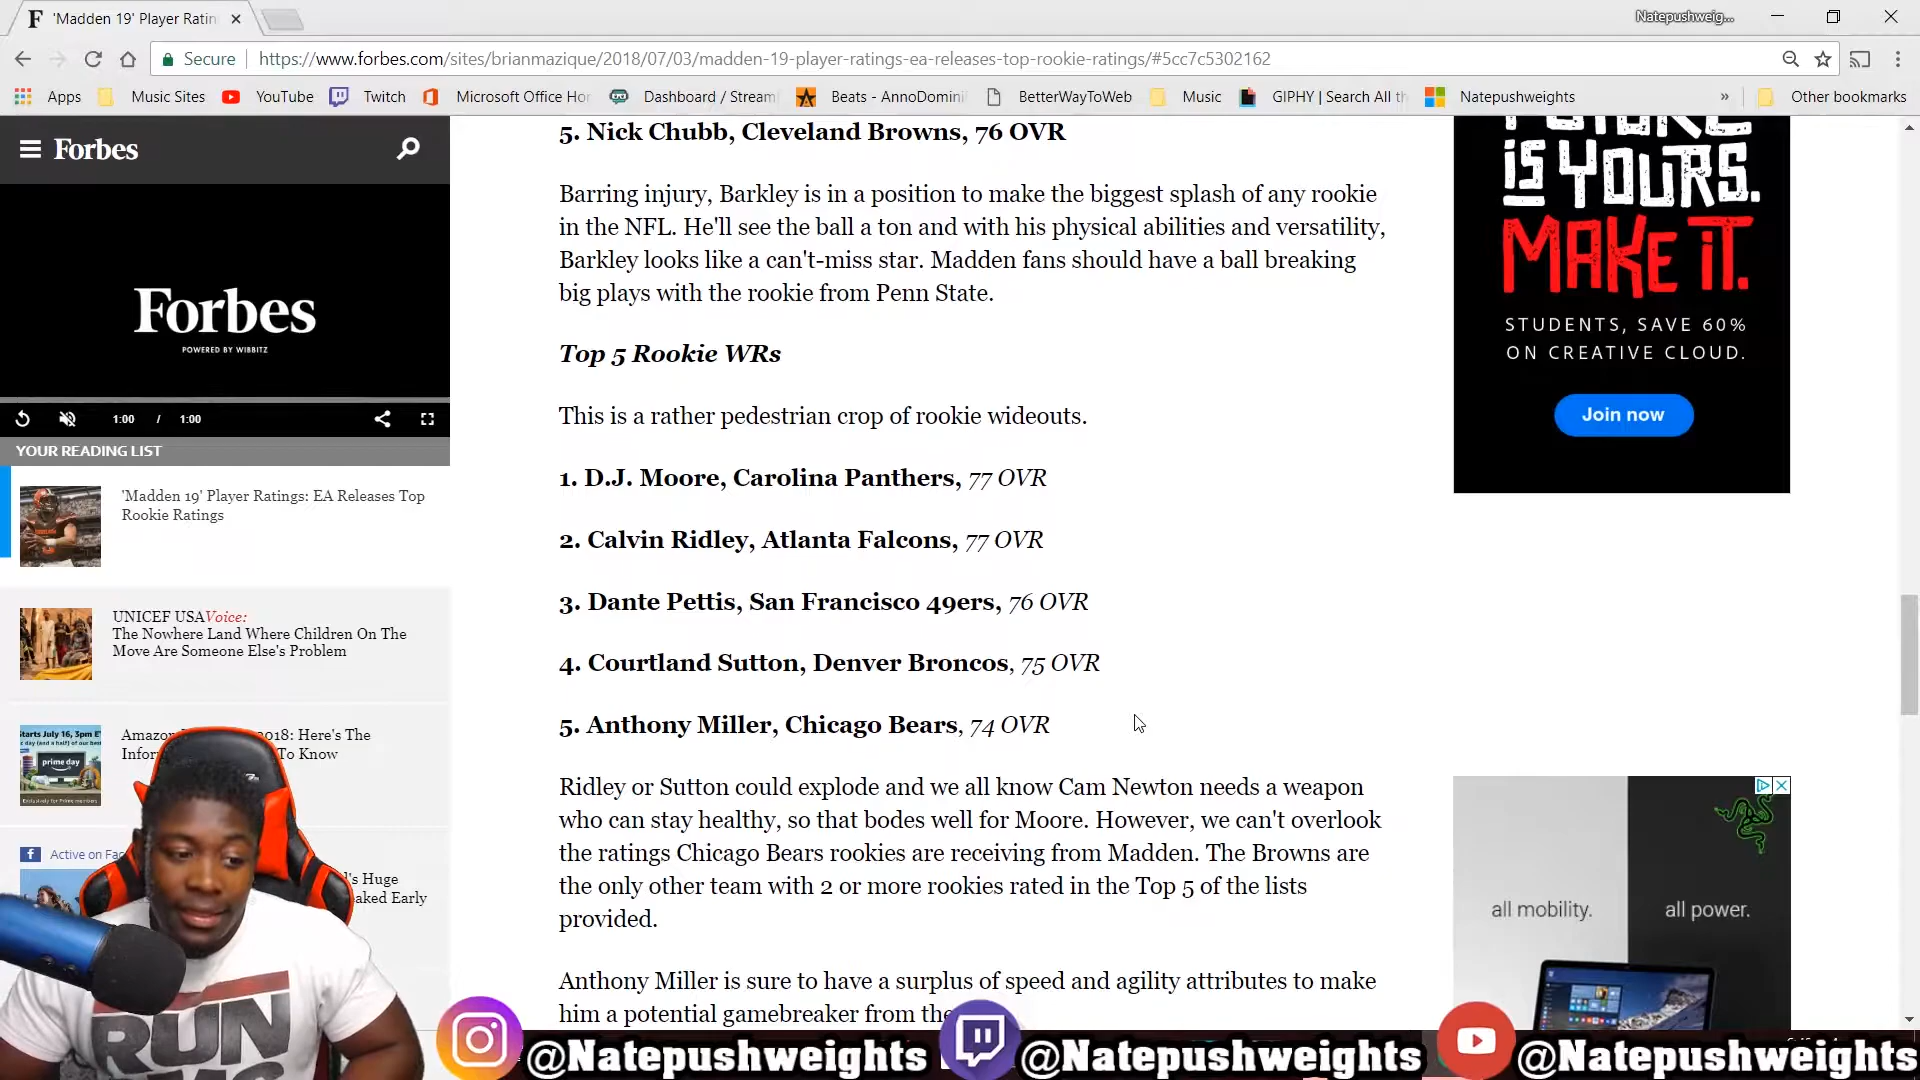 'Madden 19' Player Ratin
Natepushweig...
Secure
https://www.forbes.com/sites/brianmazique/2018/07/03/madden-19-player-ratings-ea-releases-top-rookie-ratings/#5cc7c5302162
Apps Music Sites YouTube Twitch Microsoft Office Hor Dashboard / Stream Beats - AnnoDomini BetterWayToWeb Music GIPHY | Search All th Natepushweights » Other bookmarks
Forbes
Forbes
POWERED BY WIBBITZ
1:00 / 1:00
YOUR READING LIST
'Madden 19' Player Ratings: EA Releases Top
Rookie Ratings
UNICEF USAVoice:
The Nowhere Land Where Children On The
Move Are Someone Else's Problem
Starts July 16, 3pm E
prime day
Amazon
2018: Here's The
To Know
Active on Fac
's Huge
aked Early
5. Nick Chubb, Cleveland Browns, 76 OVR
Barring injury, Barkley is in a position to make the biggest splash of any rookie
in the NFL. He'll see the ball a ton and with his physical abilities and versatility,
Barkley looks like a can't-miss star. Madden fans should have a ball breaking
big plays with the rookie from Penn State.
Top 5 Rookie WRs
This is a rather pedestrian crop of rookie wideouts.
1. D.J. Moore, Carolina Panthers, 77 OVR
2. Calvin Ridley, Atlanta Falcons, 77 OVR
3. Dante Pettis, San Francisco 49ers, 76 OVR
4. Courtland Sutton, Denver Broncos, 75 OVR
5. Anthony Miller, Chicago Bears, 74 OVR
Ridley or Sutton could explode and we all know Cam Newton needs a weapon
who can stay healthy, so that bodes well for Moore. However, we can't overlook
the ratings Chicago Bears rookies are receiving from Madden. The Browns are
the only other team with 2 or more rookies rated in the Top 5 of the lists
provided.
Anthony Miller is sure to have a surplus of speed and agility attributes to make
him a potential gamebreaker from the
IS YOURS.
MAKE IT.
STUDENTS, SAVE 60%
ON CREATIVE CLOUD.
Join now
all mobility.
all power.
RUN
@Natepushweights
@Natepushweights
@Natepushweights